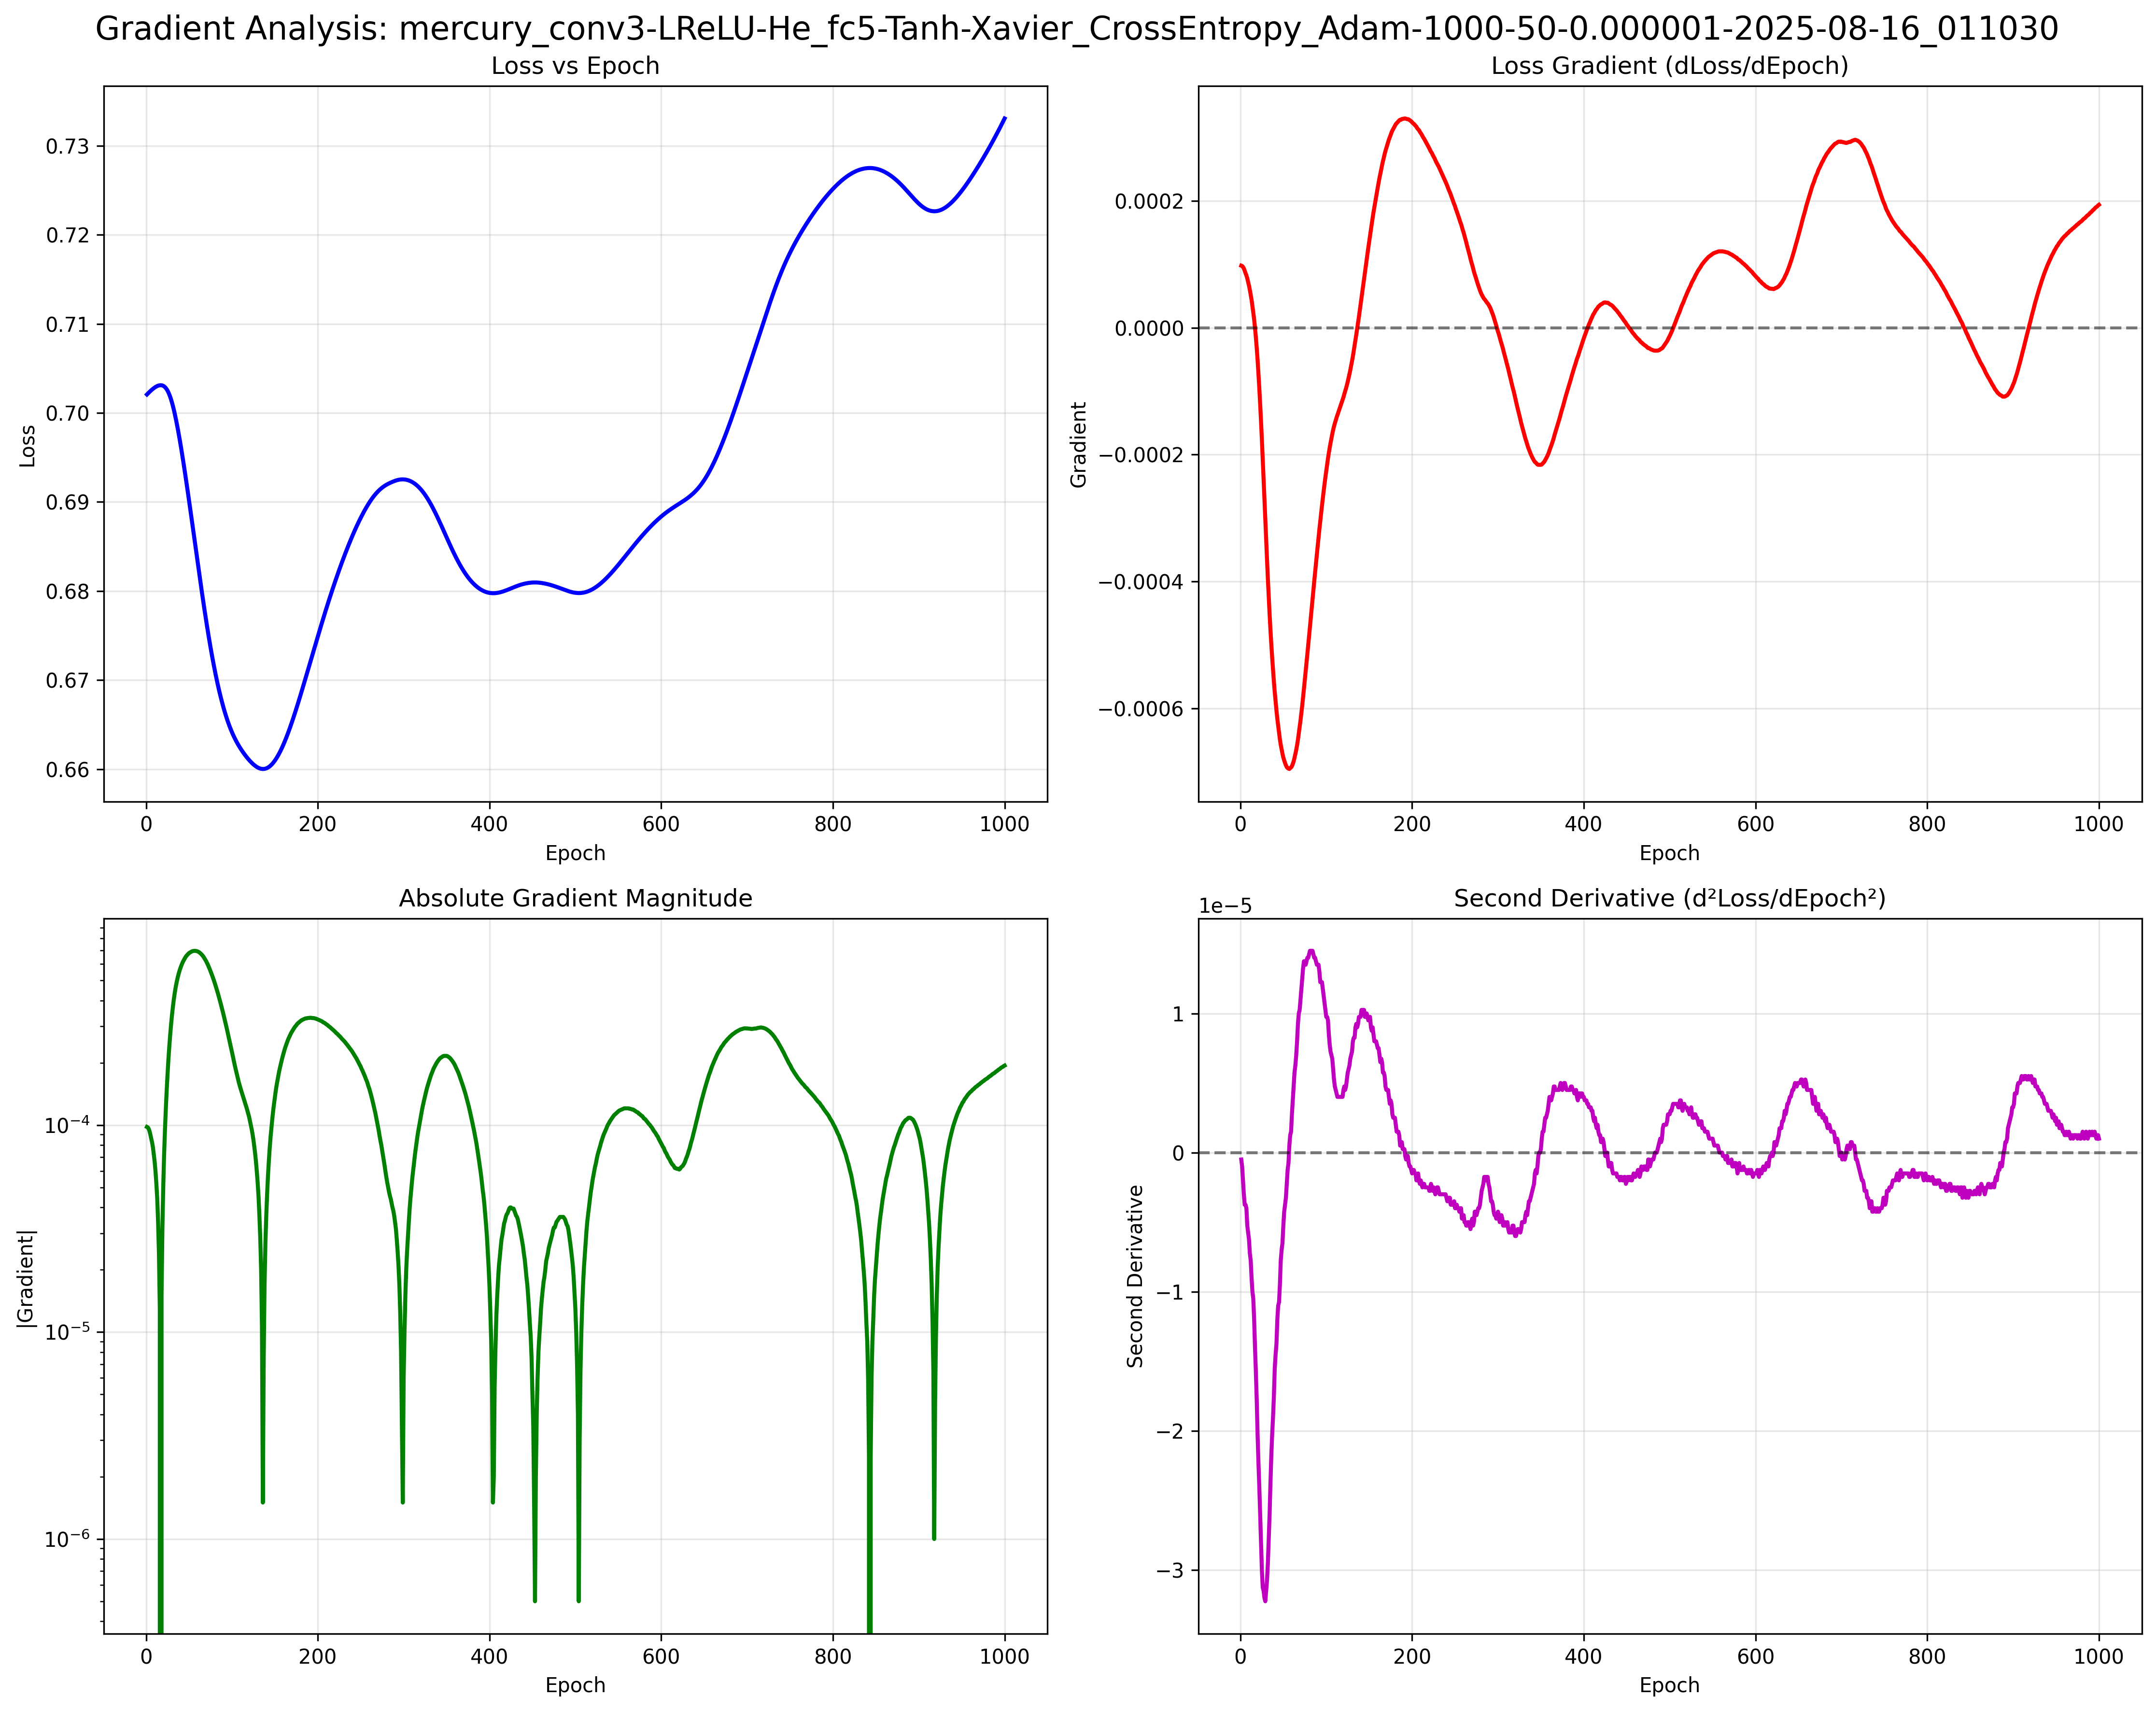 Gradient Analysis: mercury_conv3-LReLU-He_fc5-Tanh-Xavier_CrossEntropy_Adam-1000-50-0.000001-2025-08-16_011030
Loss vs Epoch
Loss
0.73
0.72
0.71
0.70
0.69
0.68
0.67
0.66
0 200 400 600 800 1000
Epoch
Loss Gradient (dLoss/dEpoch)
Gradient
0.0002
0.0000
−0.0002
−0.0004
−0.0006
0 200 400 600 800 1000
Epoch
Absolute Gradient Magnitude
|Gradient|
10⁻⁴
10⁻⁵
10⁻⁶
0 200 400 600 800 1000
Epoch
Second Derivative (d²Loss/dEpoch²)
1e−5
Second Derivative
1
0
−1
−2
−3
0 200 400 600 800 1000
Epoch